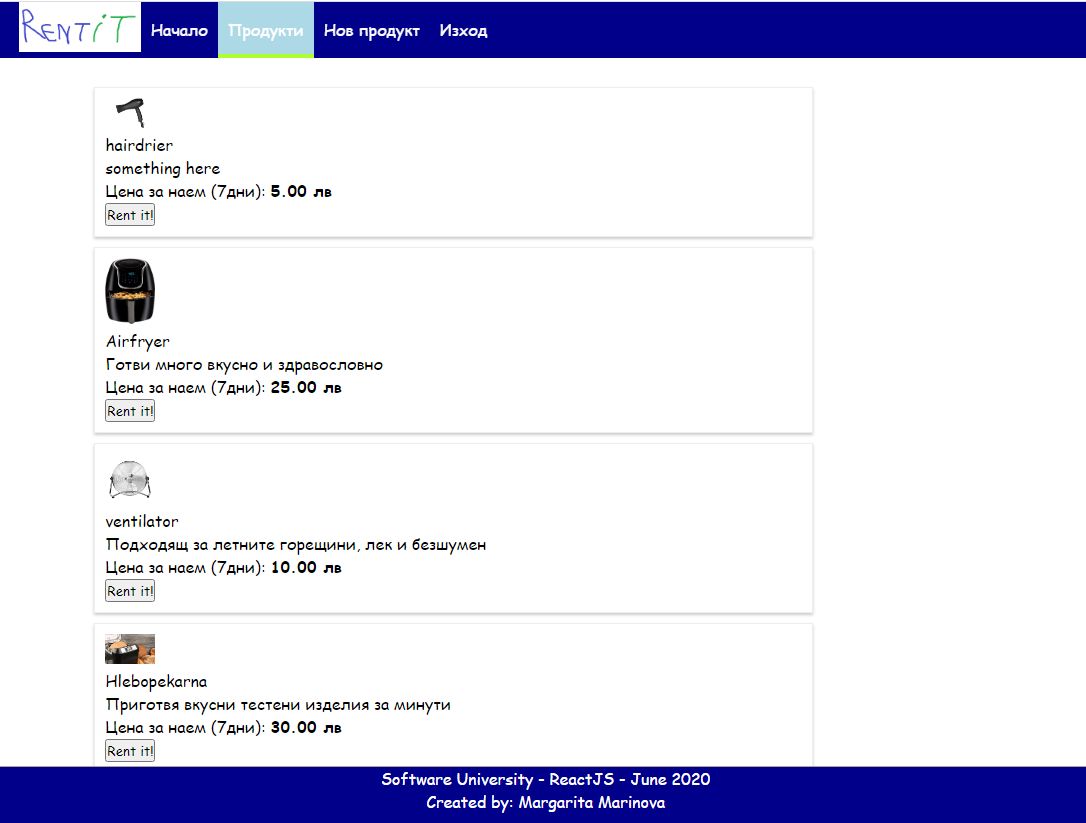 RENTiT
Начало Продукти Нов продукт Изход
hairdrier
something here
Цена за наем (7дни): 5.00 лв
Rent it!
Airfryer
Готви много вкусно и здравословно
Цена за наем (7дни): 25.00 лв
Rent it!
ventilator
Подходящ за летните горещини, лек и безшумен
Цена за наем (7дни): 10.00 лв
Rent it!
Hlebopekarna
Приготвя вкусни тестени изделия за минути
Цена за наем (7дни): 30.00 лв
Rent it!
Software University - ReactJS - June 2020
Created by: Margarita Marinova